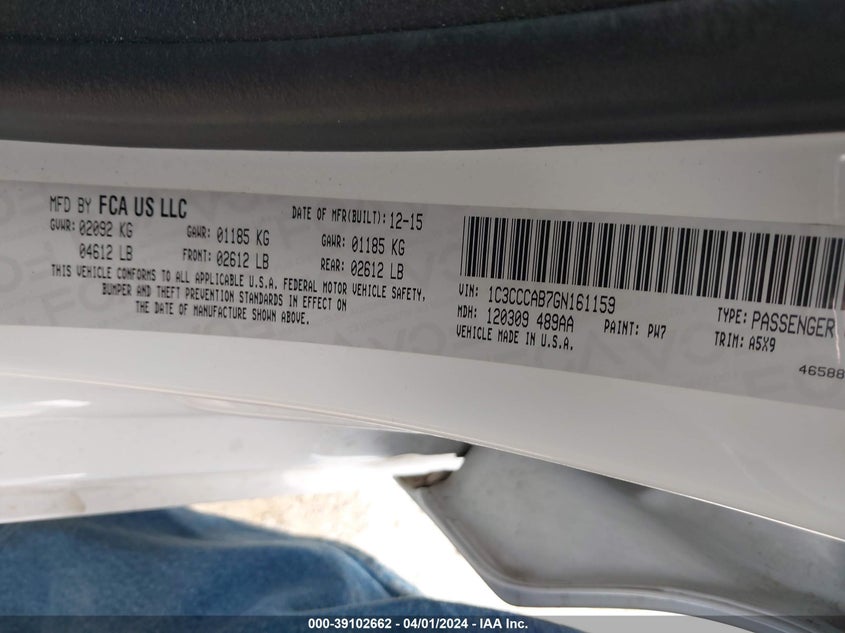 MFD BY FCA US LLC DATE OF MFR(BUILT): 12-15
GVWR: 02092 KG GAWR: 01185 KG GAWR: 01185 KG
04612 LB FRONT: 02612 LB REAR: 02612 LB
THIS VEHICLE CONFORMS TO ALL APPLICABLE U.S.A. FEDERAL MOTOR VEHICLE SAFETY,
BUMPER AND THEFT PREVENTION STANDARDS IN EFFECT ON
THE DATE OF MANUFACTURE SHOWN ABOVE.
VIN: 1C3CCCAB7GN161159 TYPE: PASSENGER
MDH: 120309 489AA PAINT: PW7 TRIM: A5X9
VEHICLE MADE IN U.S.A.
46588
000-39102662 - 04/01/2024 - IAA Inc.